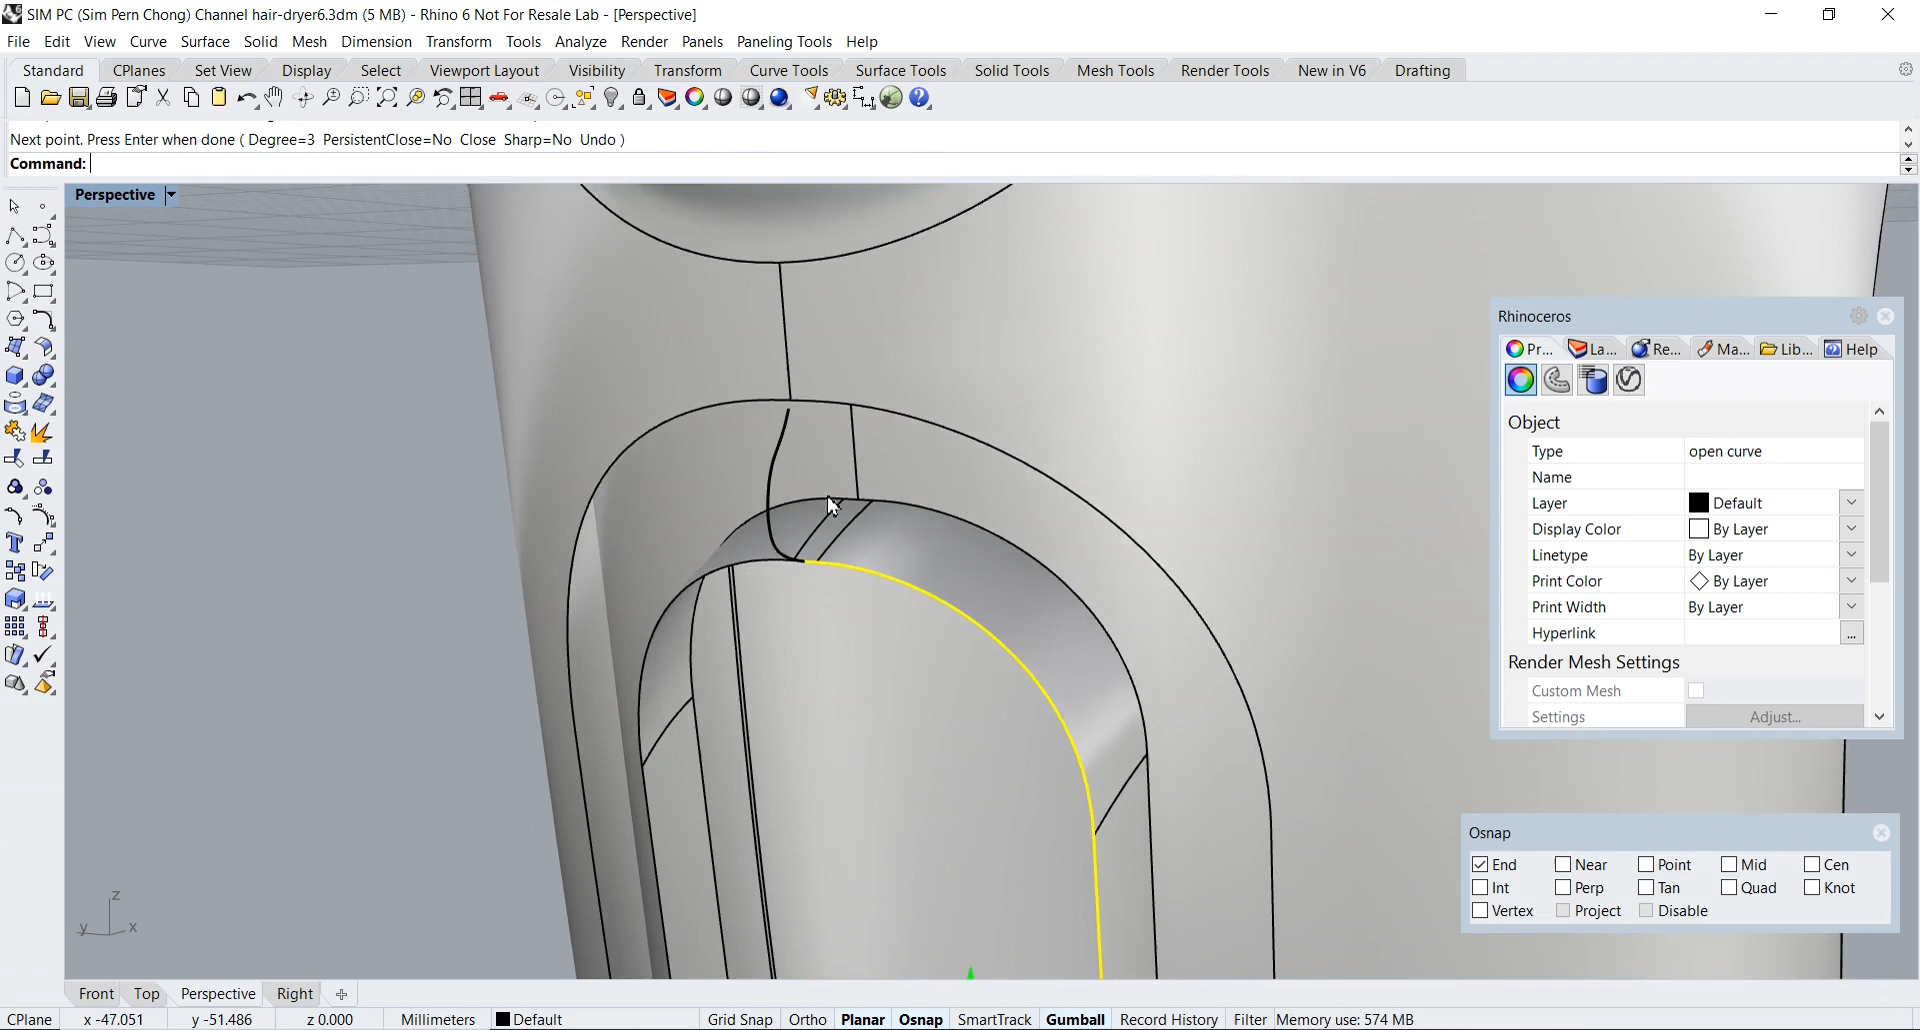 SIM PC (Sim Pern Chong) Channel hair-dryer6.3dm (5 MB) - Rhino 6 Not For Resale Lab - [Perspective]
File Edit View Curve Surface Solid Mesh Dimension Transform Tools Analyze Render Panels Paneling Tools Help
Standard CPlanes Set View Display Select Viewport Layout Visibility Transform Curve Tools Surface Tools Solid Tools Mesh Tools Render Tools New in V6 Drafting
Next point. Press Enter when done ( Degree=3 PersistentClose=No Close Sharp=No Undo )
Command:
Perspective
Rhinoceros
Pr... La... Re... Ma... Lib... Help
Object
Type open curve
Name
Layer Default
Display Color By Layer
Linetype By Layer
Print Color By Layer
Print Width By Layer
Hyperlink ...
Render Mesh Settings
Custom Mesh
Settings Adjust...
Osnap
End Near Point Mid Cen
Int Perp Tan Quad Knot
Vertex Project Disable
z
y x
Front Top Perspective Right
CPlane x -47.051 y -51.486 z 0.000 Millimeters Default Grid Snap Ortho Planar Osnap SmartTrack Gumball Record History Filter Memory use: 574 MB